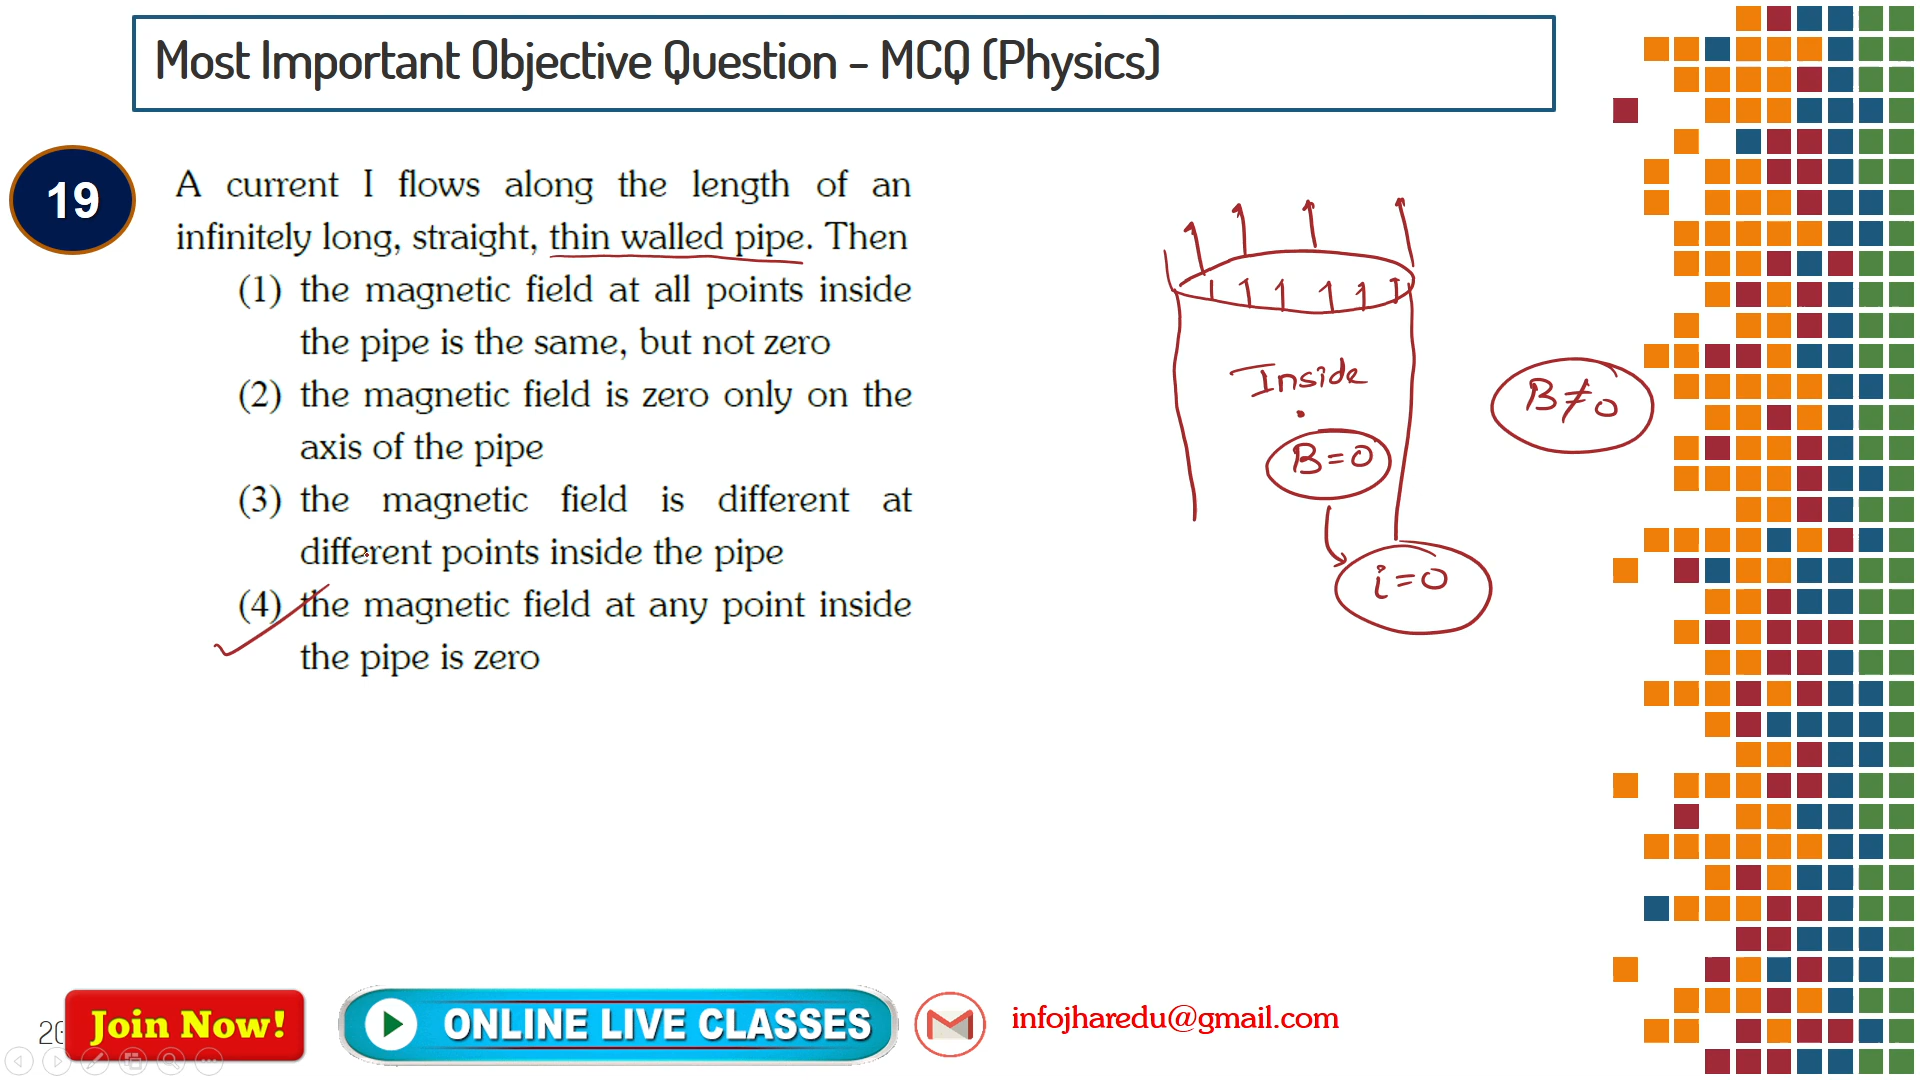 Most Important Objective Question – MCQ (Physics)
19
A current I flows along the length of an
infinitely long, straight, thin walled pipe. Then
(1) the magnetic field at all points inside
the pipe is the same, but not zero
(2) the magnetic field is zero only on the
axis of the pipe
(3) the magnetic field is different at
different points inside the pipe
(4) the magnetic field at any point inside
the pipe is zero
Inside
B=0
i=0
B≠0
Join Now!
ONLINE LIVE CLASSES
infojharedu@gmail.com